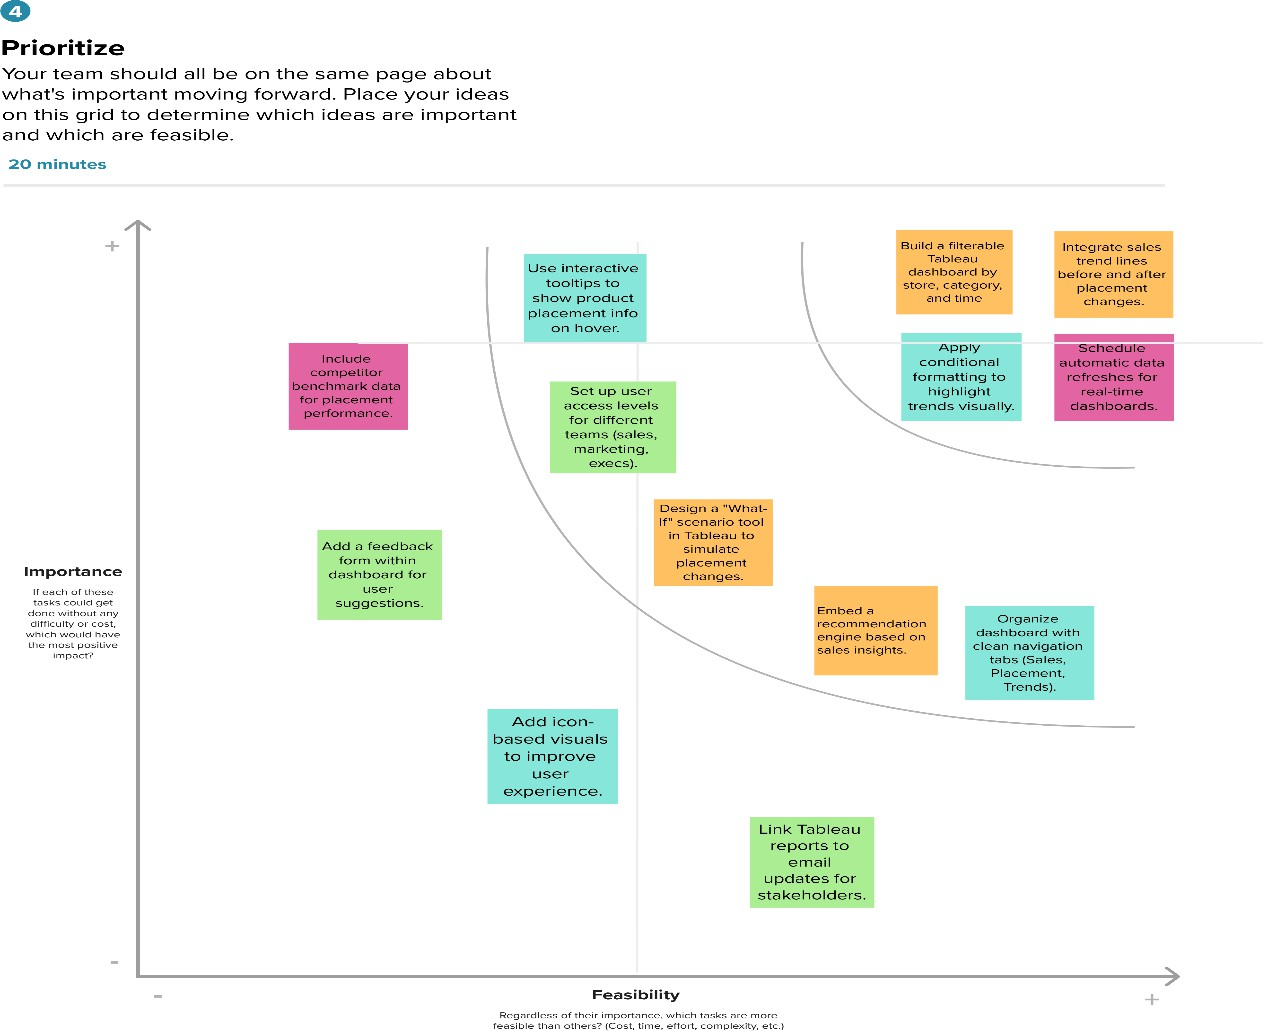 4
Prioritize
Your team should all be on the same page about
what's important moving forward. Place your ideas
on this grid to determine which ideas are important
and which are feasible.
20 minutes
+
Use interactive
tooltips to
show product
placement info
on hover.
Build a filterable
Tableau
dashboard by
store, category,
and time
Integrate sales
trend lines
before and after
placement
changes.
Include
competitor
benchmark data
for placement
performance.
Apply
conditional
formatting to
highlight
trends visually.
Schedule
automatic data
refreshes for
real-time
dashboards.
Set up user
access levels
for different
teams (sales,
marketing,
execs).
Design a "What-
If" scenario tool
in Tableau to
simulate
placement
changes.
Add a feedback
form within
dashboard for
user
suggestions.
Importance
If each of these
tasks could get
done without any
difficulty or cost,
which would have
the most positive
impact?
Embed a
recommendation
engine based on
sales insights.
Organize
dashboard with
clean navigation
tabs (Sales,
Placement,
Trends).
Add icon-
based visuals
to improve
user
experience.
Link Tableau
reports to
email
updates for
stakeholders.
-
-
Feasibility
+
Regardless of their importance, which tasks are more
feasible than others? (Cost, time, effort, complexity, etc.)